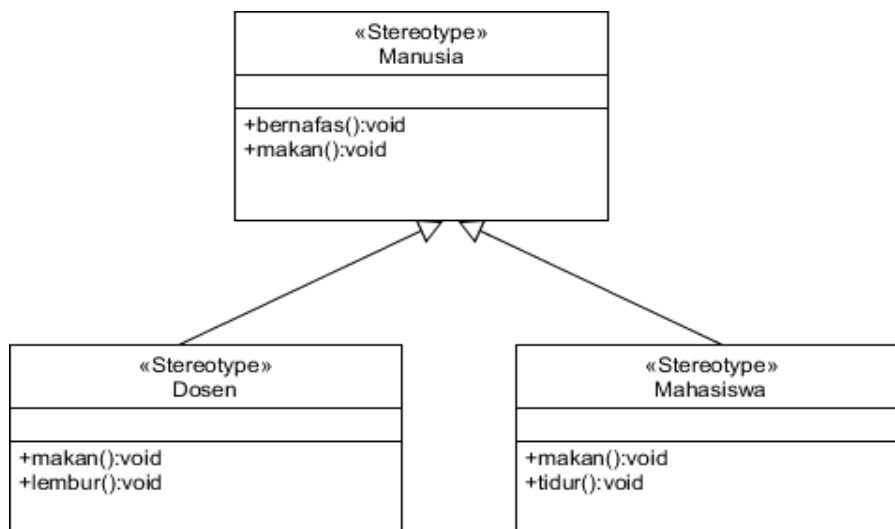 «Stereotype»
Manusia
+bernafas():void
+makan():void
«Stereotype»
Dosen
+makan():void
+lembur():void
«Stereotype»
Mahasiswa
+makan():void
+tidur():void